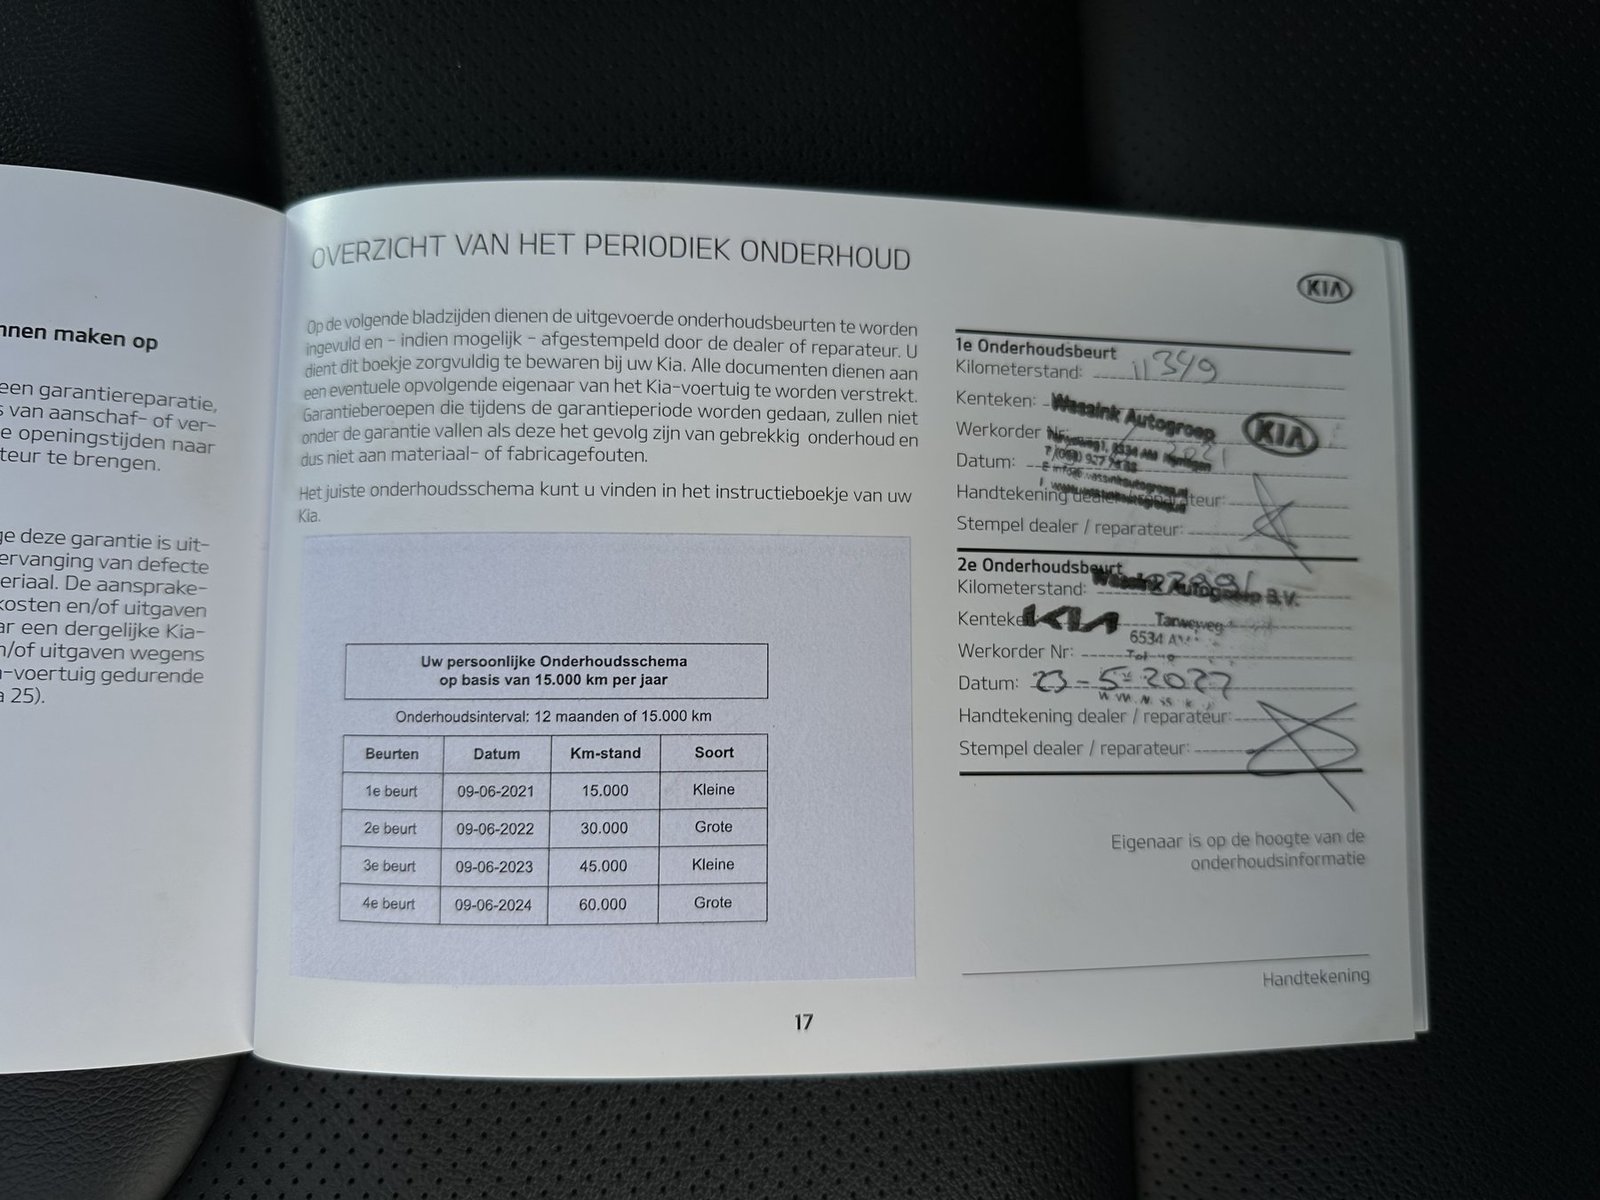 nnen maken op
een garantiereparatie,
s van aanschaf- of ver-
e openingstijden naar
teur te brengen.
ge deze garantie is uit-
ervanging van defecte
eriaal. De aansprake-
kosten en/of uitgaven
ar een dergelijke Kia-
n/of uitgaven wegens
a-voertuig gedurende
a 25).
OVERZICHT VAN HET PERIODIEK ONDERHOUD
Op de volgende bladzijden dienen de uitgevoerde onderhoudsbeurten te worden
ingevuld en - indien mogelijk - afgestempeld door de dealer of reparateur. U
dient dit boekje zorgvuldig te bewaren bij uw Kia. Alle documenten dienen aan
een eventuele opvolgende eigenaar van het Kia-voertuig te worden verstrekt.
Garantieberoepen die tijdens de garantieperiode worden gedaan, zullen niet
onder de garantie vallen als deze het gevolg zijn van gebrekkig onderhoud en
dus niet aan materiaal- of fabricagefouten.
Het juiste onderhoudsschema kunt u vinden in het instructieboekje van uw
Kia.
Uw persoonlijke Onderhoudsschema
op basis van 15.000 km per jaar
Onderhoudsinterval: 12 maanden of 15.000 km
Beurten Datum Km-stand Soort
1e beurt 09-06-2021 15.000 Kleine
2e beurt 09-06-2022 30.000 Grote
3e beurt 09-06-2023 45.000 Kleine
4e beurt 09-06-2024 60.000 Grote
KIA
1e Onderhoudsbeurt
Kilometerstand: 11349
Kenteken: Wassink Autogroep KIA
Werkorder Nr: 2021
Datum:
Handtekening dealer / reparateur:
Stempel dealer / reparateur:
2e Onderhoudsbeurt
Kilometerstand: Wassink Autogroep B.V.
Kenteken KIA Tarweweg
6534
Werkorder Nr:
Datum: 23-5-2022
Handtekening dealer / reparateur:
Stempel dealer / reparateur:
Eigenaar is op de hoogte van de
onderhoudsinformatie
Handtekening
17